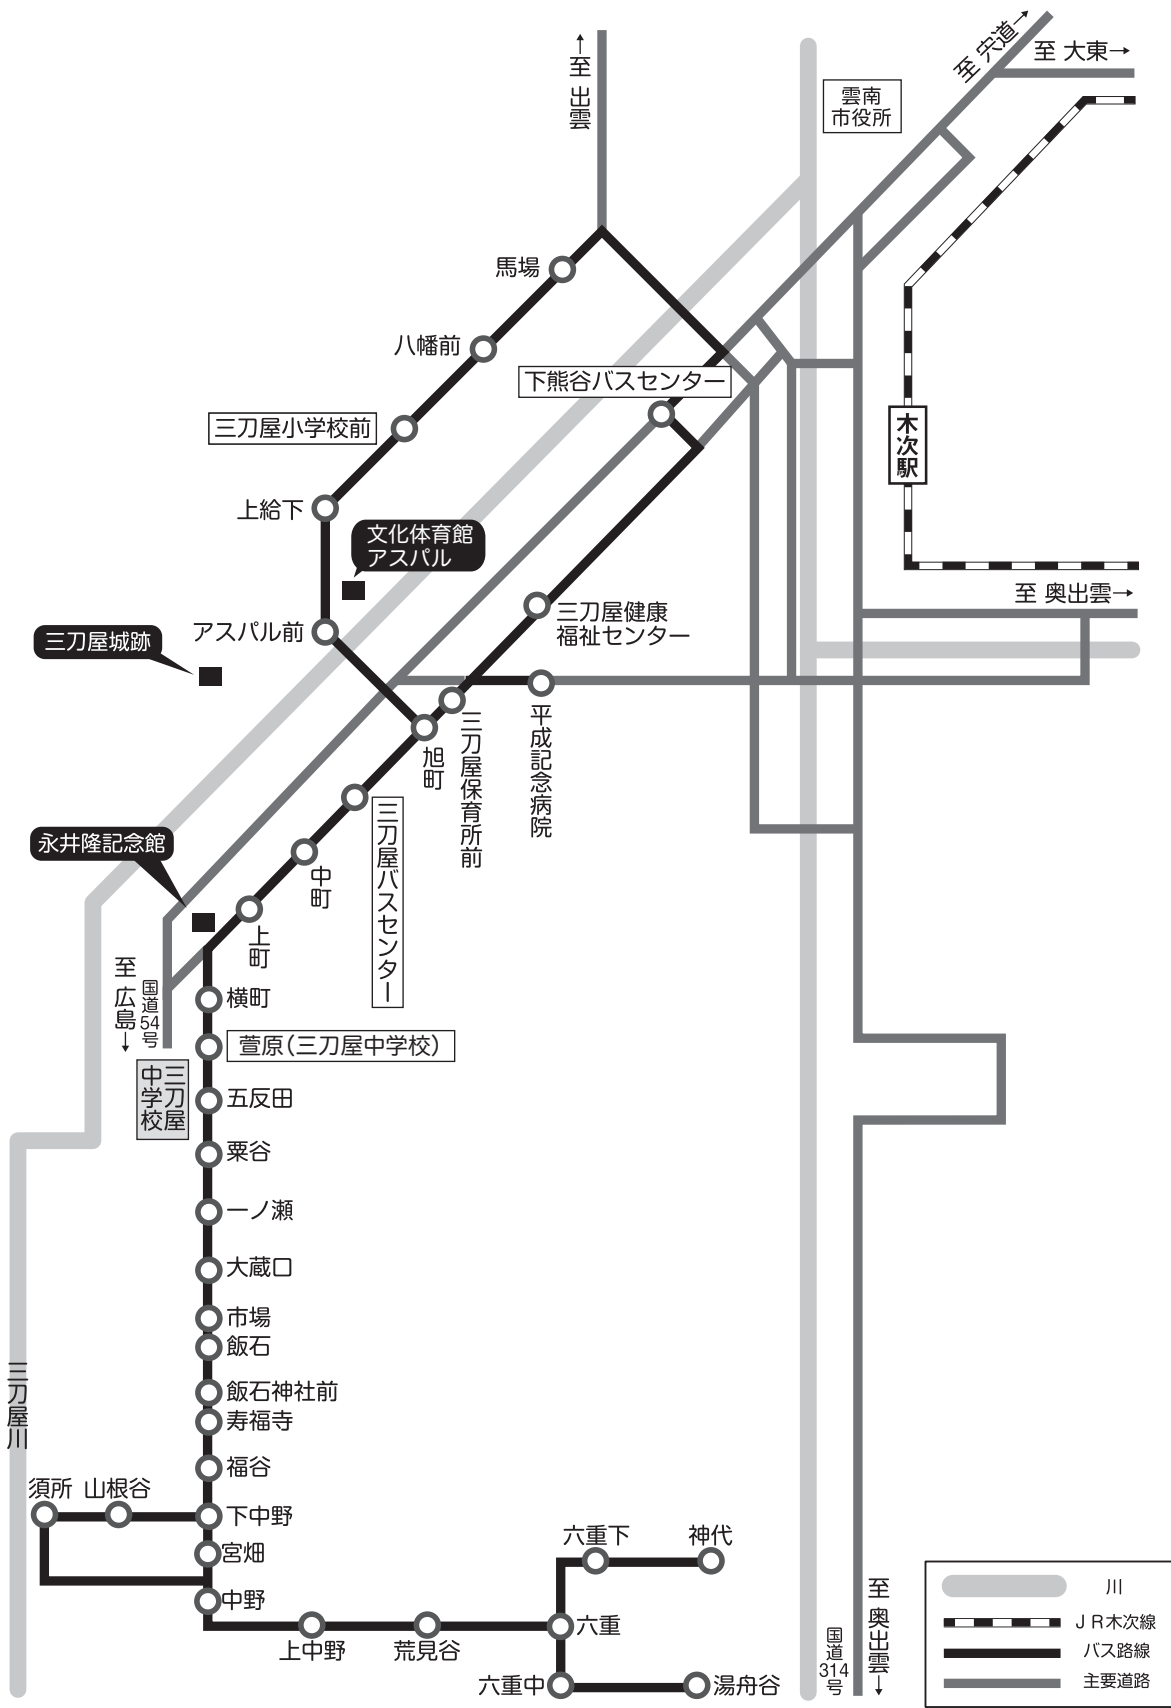 至 宍道→
至 大東→
←至 出雲
雲南
市役所
馬場
八幡前
下熊谷バスセンター
三刀屋小学校前
木次駅
上給下
文化体育館
アスパル
至 奥出雲→
三刀屋健康
福祉センター
アスパル前
三刀屋城跡
平成記念病院
三刀屋保育所前
旭町
三刀屋バスセンター
永井隆記念館
中町
上町
至 広島→
国道54号
横町
萱原(三刀屋中学校)
三刀屋
中学校
五反田
粟谷
一ノ瀬
大蔵口
市場
飯石
三刀屋川
飯石神社前
寿福寺
福谷
須所
山根谷
下中野
宮畑
中野
上中野
荒見谷
六重下
神代
六重
六重中
湯舟谷
国道314号
至 奥出雲→
川
JR木次線
バス路線
主要道路